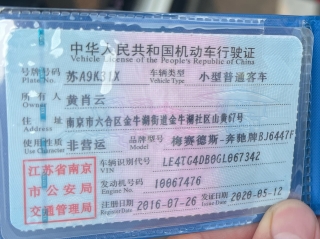 中华人民共和国机动车行驶证
Vehicle License of the People's Republic of China
号牌号码 Plate No. 苏A9K31X 车辆类型 Vehicle Type 小型普通客车
所有人 Owner 黄肖云
住址 Address 南京市六合区金牛湖街道金牛湖社区山黄67号
使用性质 Use Character 非营运 品牌型号 Model 梅赛德斯-奔驰牌BJ6447F
江苏省南京市公安局交通管理局
车辆识别代号 VIN LE4TG4DB0GL067342
发动机号码 Engine No. 10067476
注册日期 Register Date 2016-07-26 发证日期 Issue Date 2020-05-12